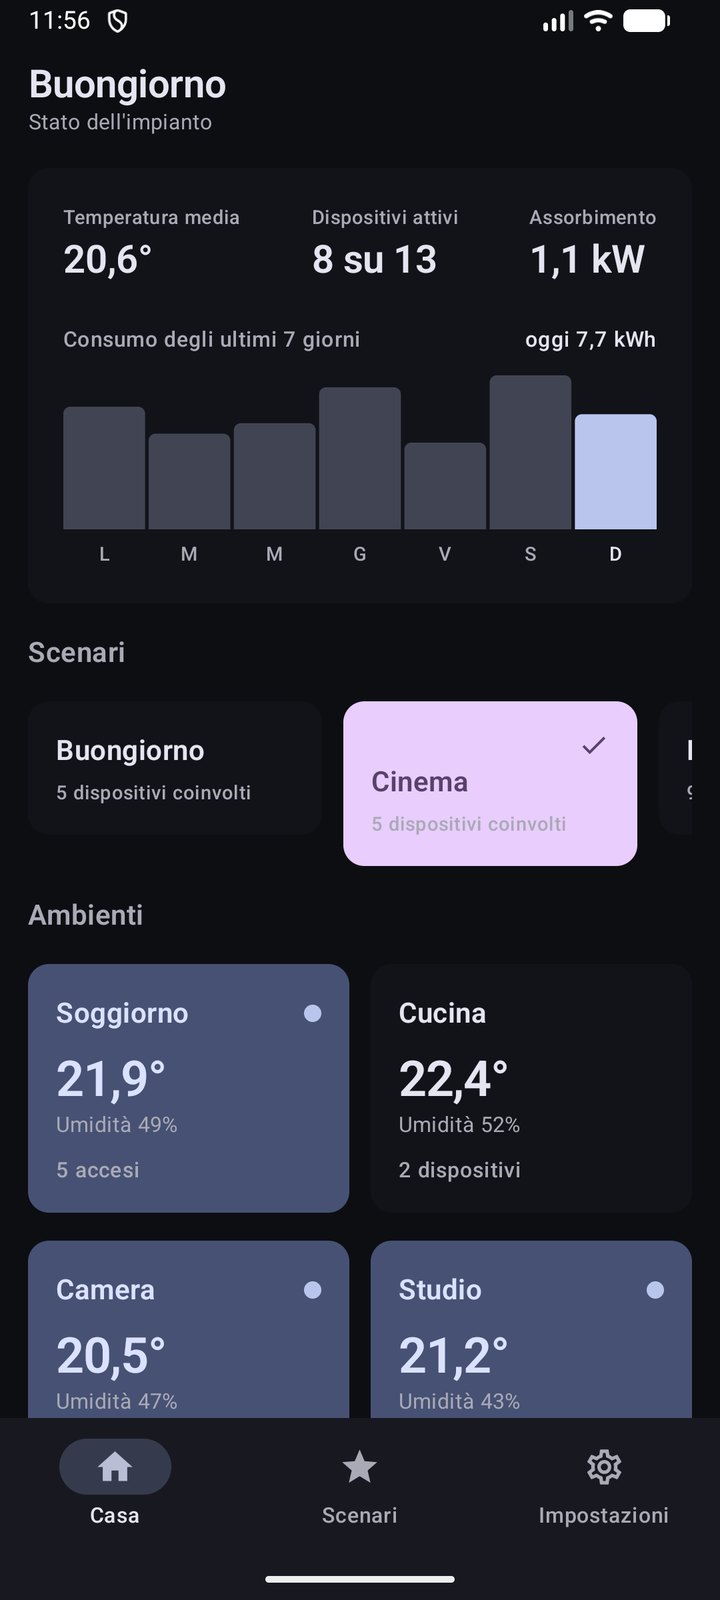 11:56
Buongiorno
Stato dell'impianto
Temperatura media
20,6°
Dispositivi attivi
8 su 13
Assorbimento
1,1 kW
Consumo degli ultimi 7 giorni
oggi 7,7 kWh
L M M G V S D
Scenari
Buongiorno
5 dispositivi coinvolti
Cinema
5 dispositivi coinvolti
Ambienti
Soggiorno
21,9°
Umidità 49%
5 accesi
Cucina
22,4°
Umidità 52%
2 dispositivi
Camera
20,5°
Umidità 47%
Studio
21,2°
Umidità 43%
Casa
Scenari
Impostazioni